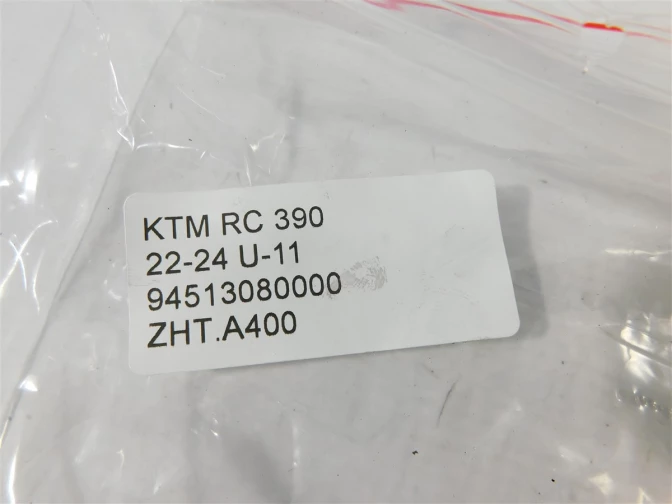 KTM RC 390
22-24 U-11
94513080000
ZHT.A400